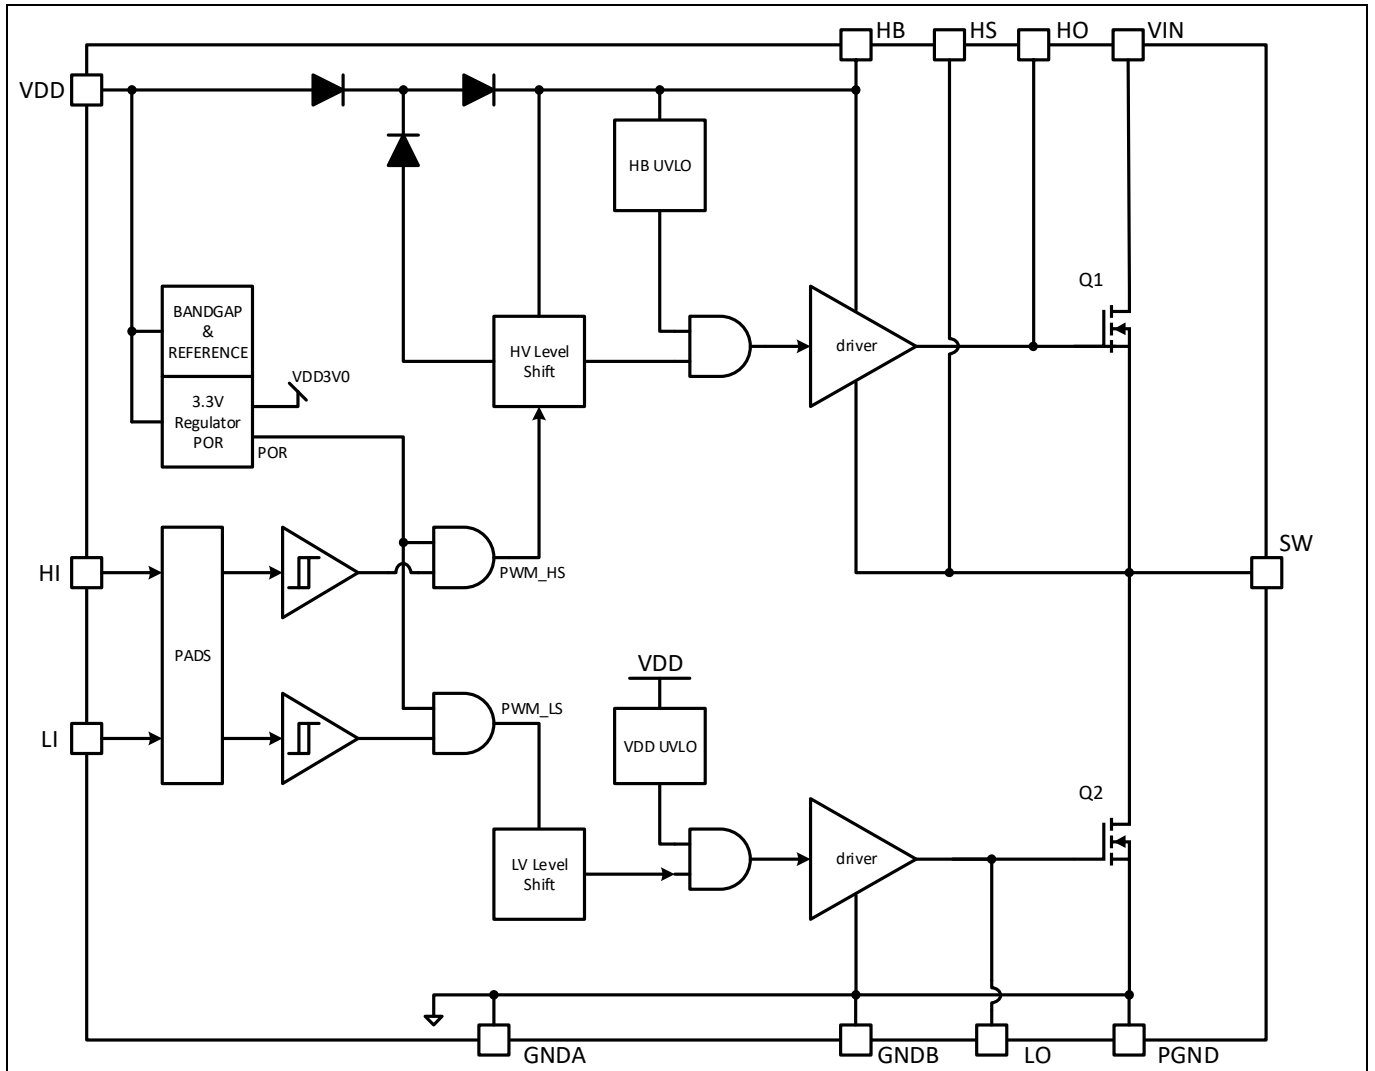 HB
HS
HO
VIN
VDD
HB UVLO
Q1
BANDGAP
&
REFERENCE
HV Level
Shift
driver
VDD3V0
3.3V
Regulator
POR
POR
SW
HI
PWM_HS
PADS
VDD
LI
PWM_LS
VDD UVLO
Q2
LV Level
Shift
driver
GNDA
GNDB
LO
PGND